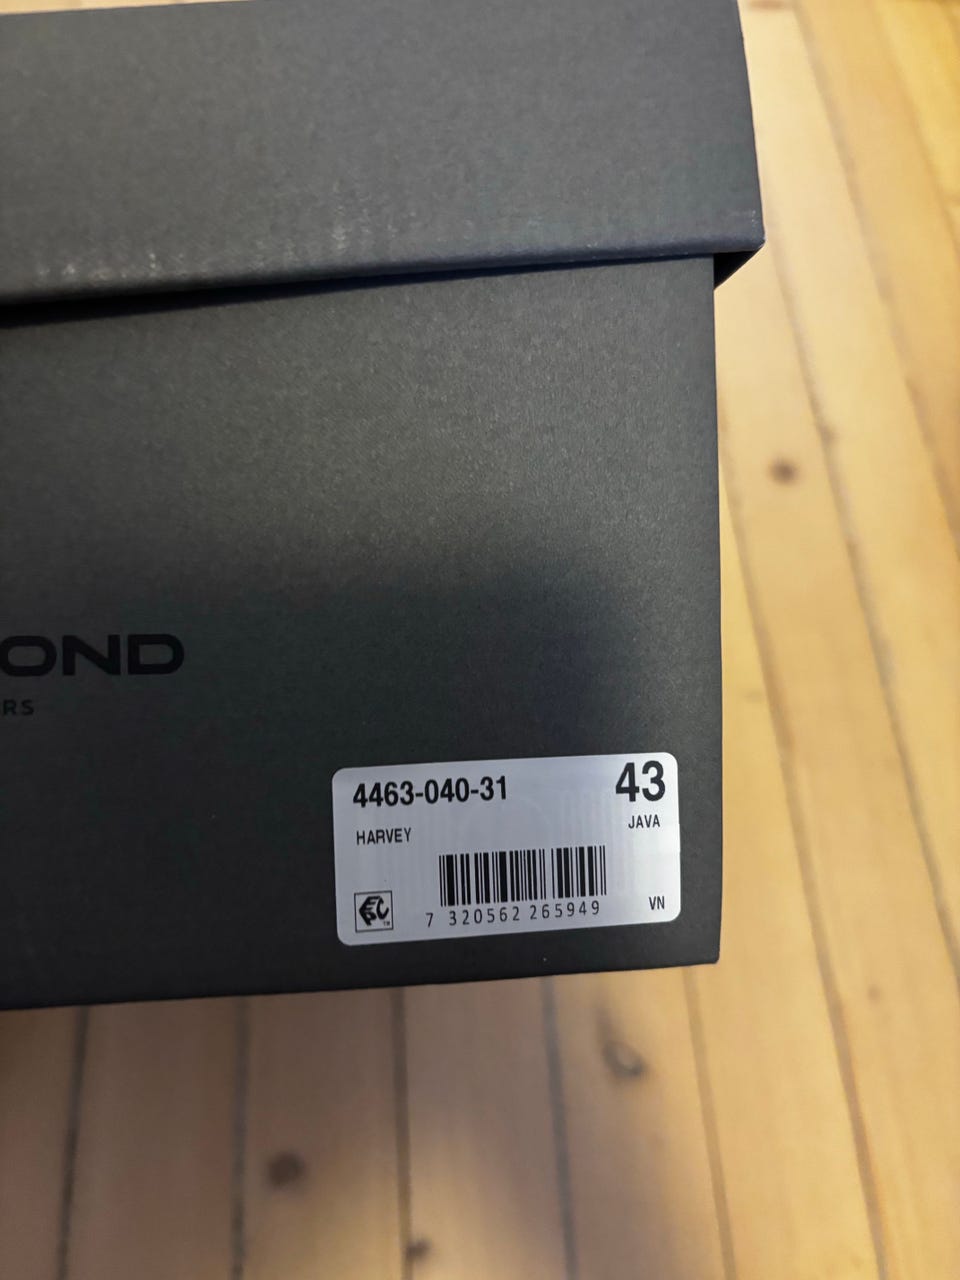 OND
RS
4463-040-31
43
HARVEY
JAVA
7 320562 265949
VN